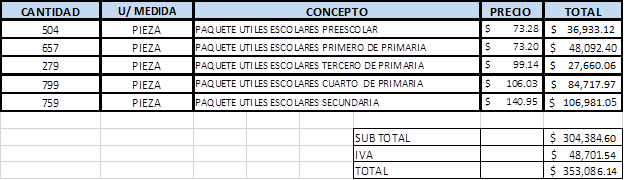 CANTIDAD U/ MEDIDA CONCEPTO PRECIO TOTAL
504 PIEZA PAQUETE UTILES ESCOLARES PREESCOLAR $ 73.28 $ 36,933.12
657 PIEZA PAQUETE UTILES ESCOLARES PRIMERO DE PRIMARIA $ 73.20 $ 48,092.40
279 PIEZA PAQUETE UTILES ESCOLARES TERCERO DE PRIMARIA $ 99.14 $ 27,660.06
799 PIEZA PAQUETE UTILES ESCOLARES CUARTO DE PRIMARIA $ 106.03 $ 84,717.97
759 PIEZA PAQUETE UTILES ESCOLARES SECUNDARIA $ 140.95 $ 106,981.05
SUB TOTAL $ 304,384.60
IVA $ 48,701.54
TOTAL $ 353,086.14